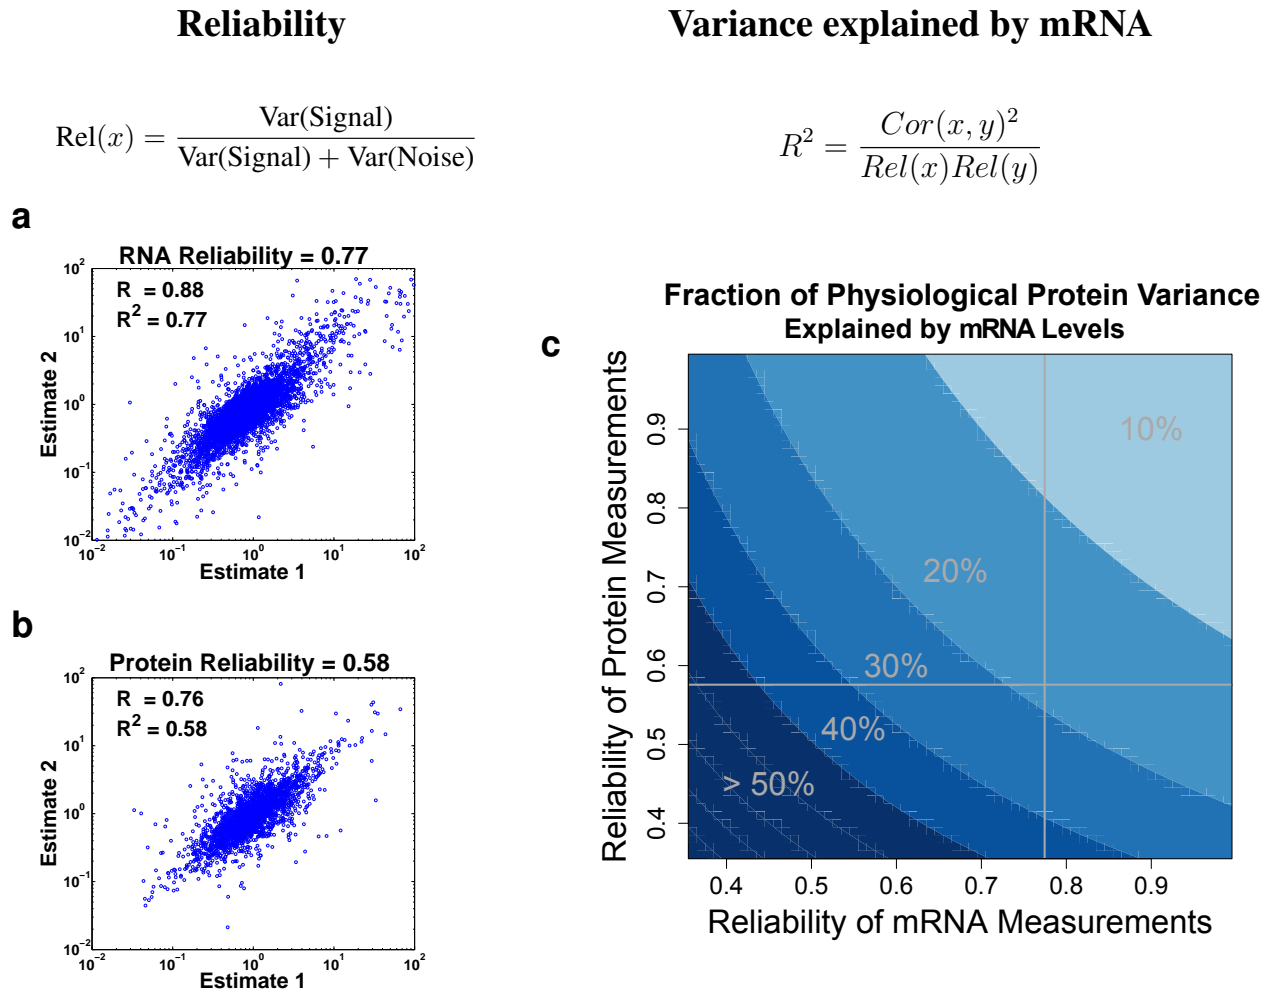 Reliability
Variance explained by mRNA
Rel(x) = Var(Signal) / (Var(Signal) + Var(Noise))
R² = Cor(x, y)² / (Rel(x)Rel(y))
a
RNA Reliability = 0.77
R = 0.88
R² = 0.77
10²
10¹
10⁰
10⁻¹
10⁻²
Estimate 2
10⁻² 10⁻¹ 10⁰ 10¹ 10²
Estimate 1
b
Protein Reliability = 0.58
R = 0.76
R² = 0.58
10²
10¹
10⁰
10⁻¹
10⁻²
Estimate 2
10⁻² 10⁻¹ 10⁰ 10¹ 10²
Estimate 1
c
Fraction of Physiological Protein Variance
Explained by mRNA Levels
Reliability of Protein Measurements
0.9
0.8
0.7
0.6
0.5
0.4
10%
20%
30%
40%
> 50%
0.4 0.5 0.6 0.7 0.8 0.9
Reliability of mRNA Measurements